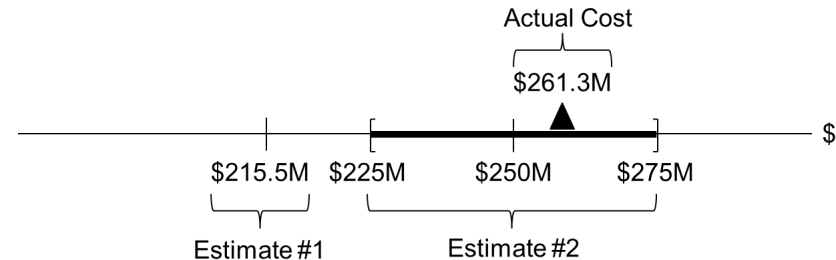 Actual Cost
$261.3M
$
$215.5M $225M $250M $275M
Estimate #1 Estimate #2